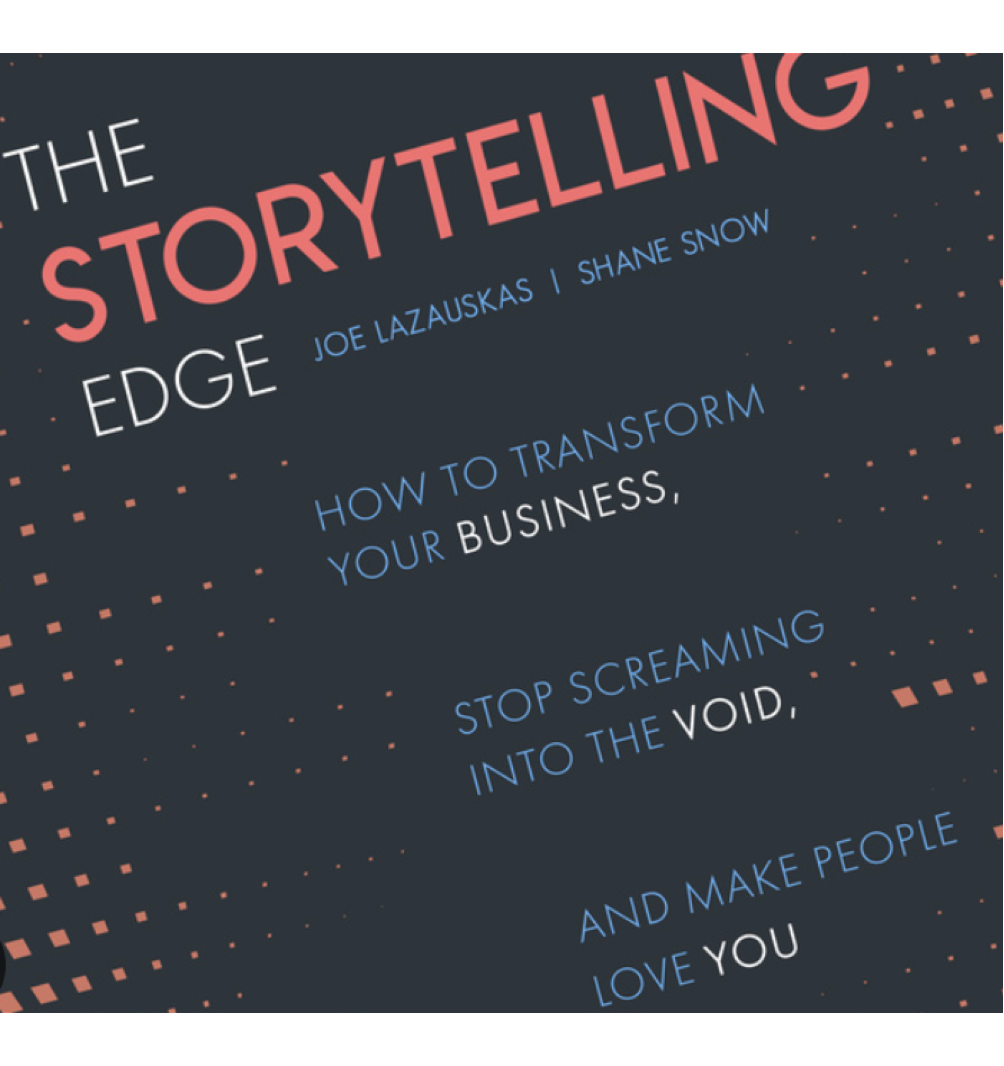 THE
STORYTELLING
EDGE
JOE LAZAUSKAS | SHANE SNOW
HOW TO TRANSFORM
YOUR BUSINESS,
STOP SCREAMING
INTO THE VOID,
AND MAKE PEOPLE
LOVE YOU